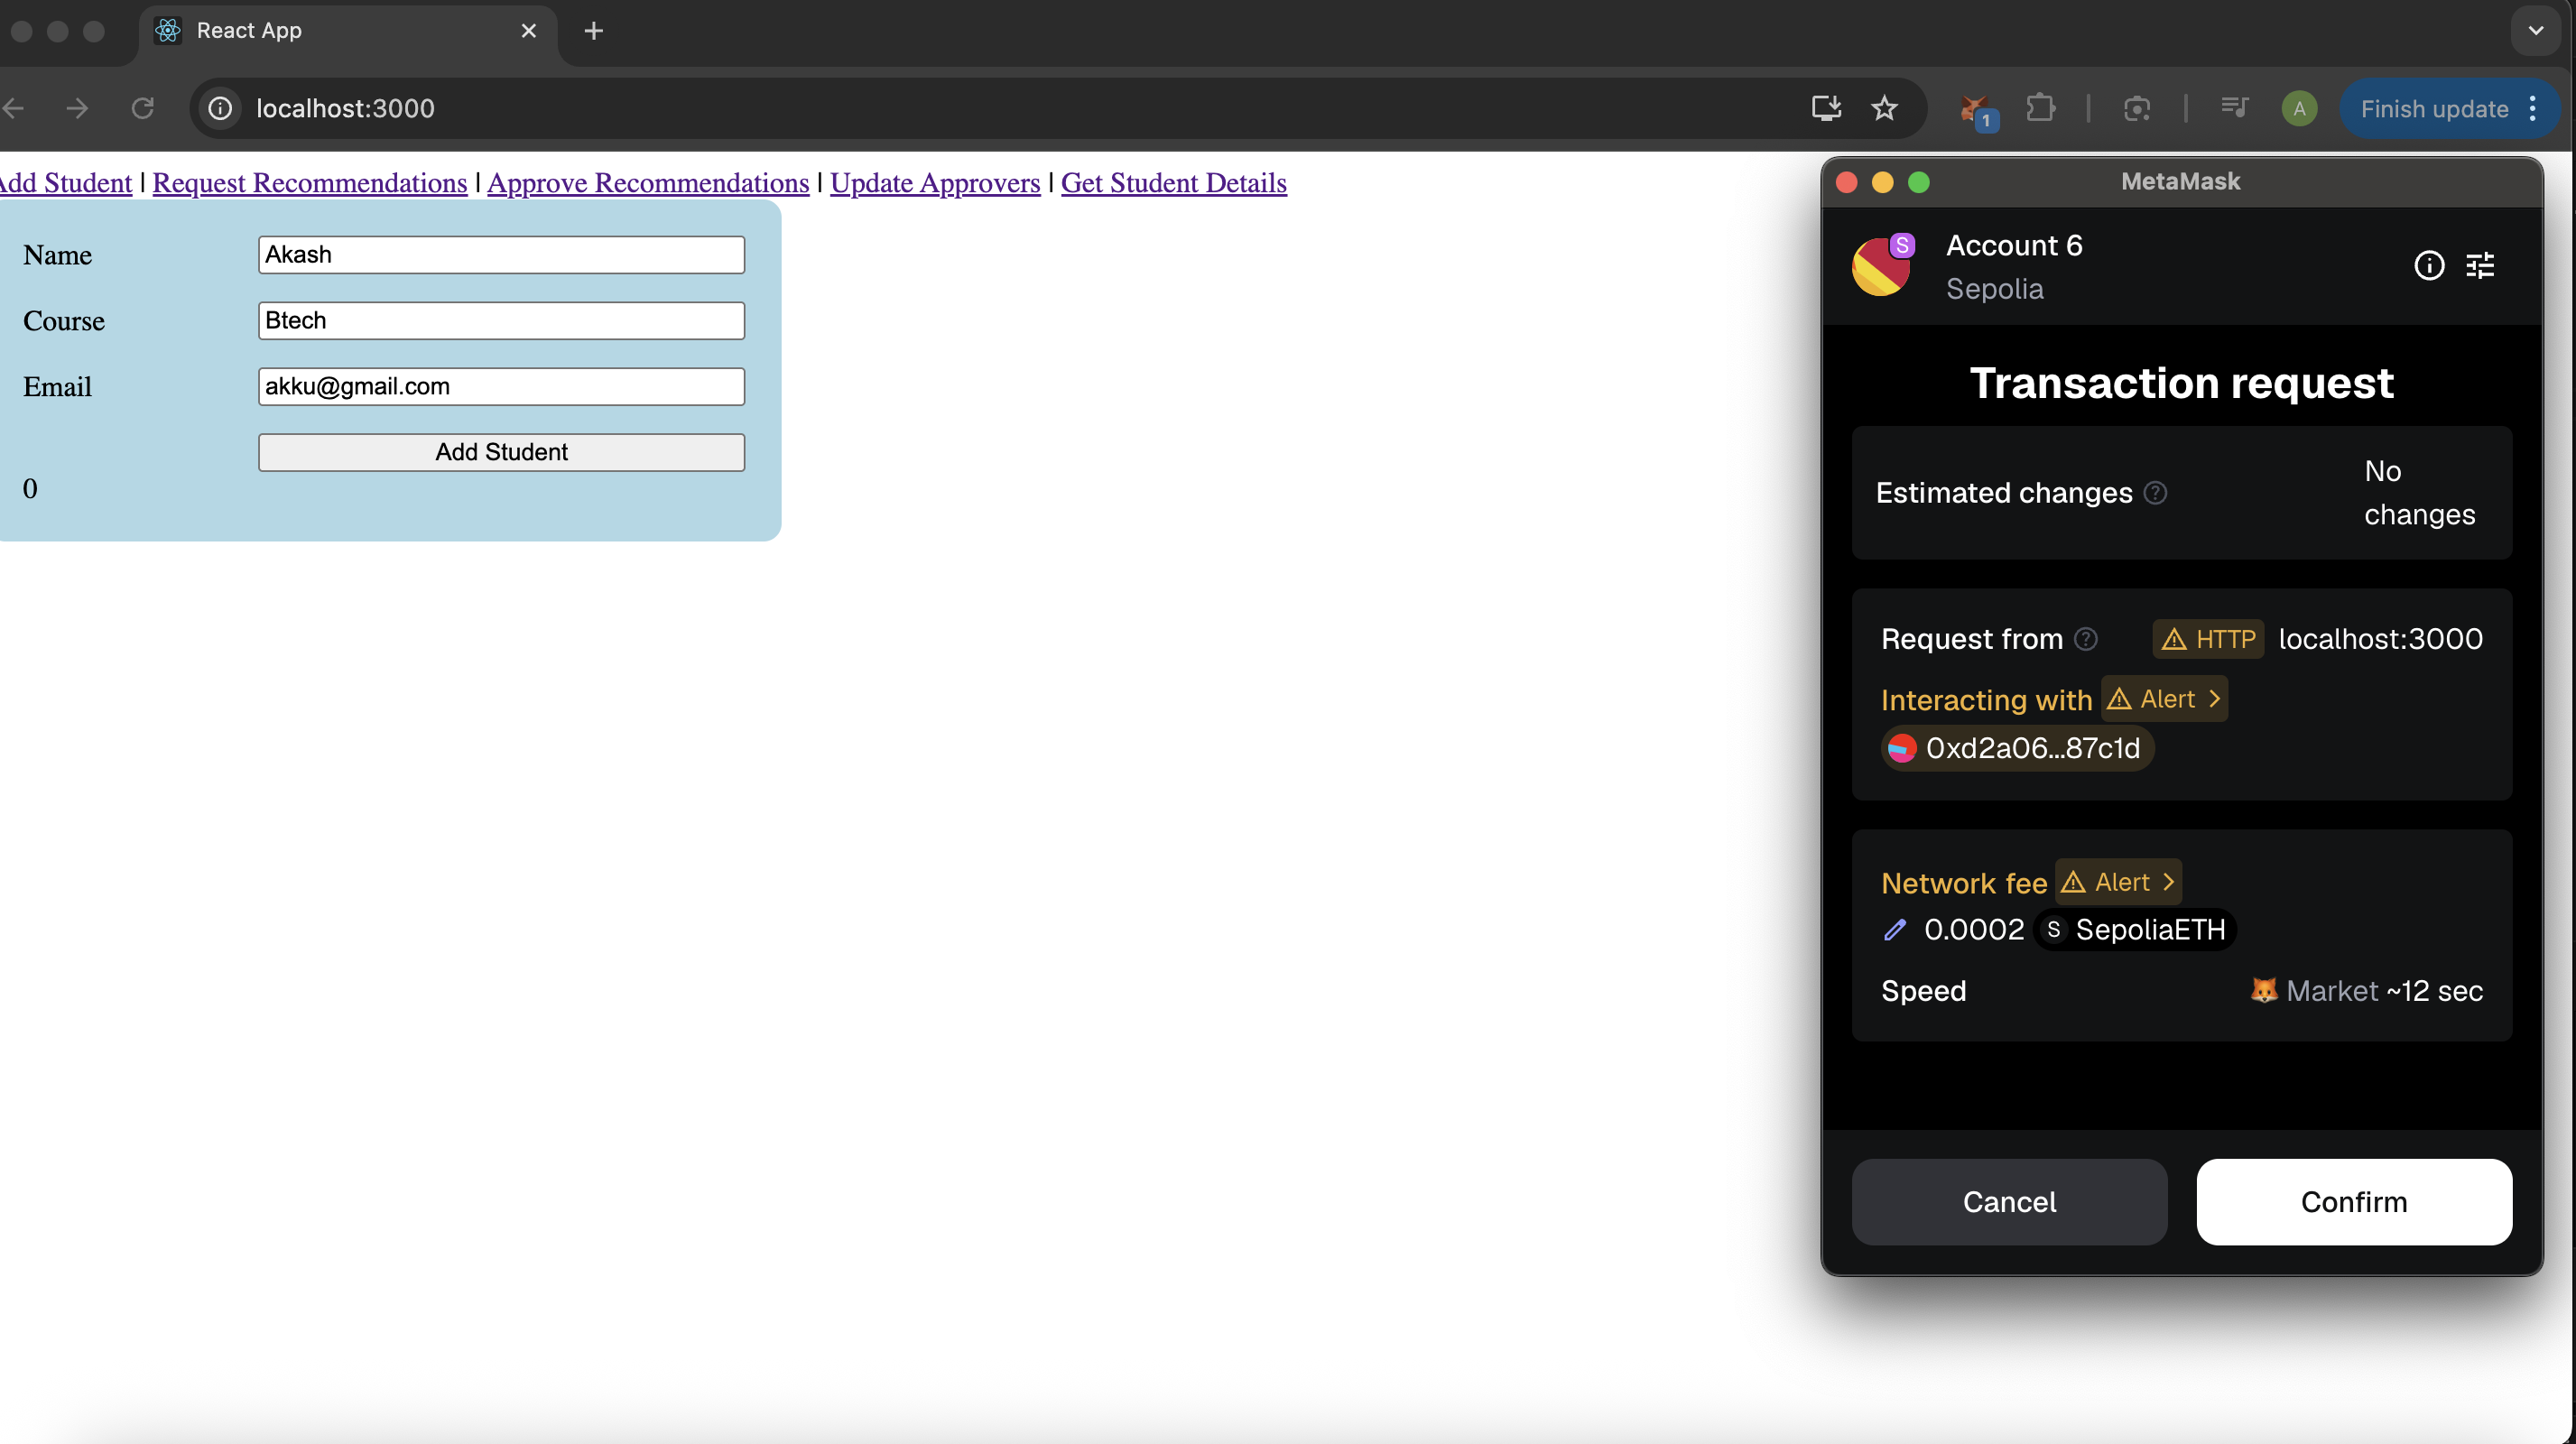 React App
localhost:3000
1
A
Finish update
Add Student | Request Recommendations | Approve Recommendations | Update Approvers | Get Student Details
Name
Akash
Course
Btech
Email
akku@gmail.com
Add Student
0
MetaMask
S
Account 6
Sepolia
Transaction request
Estimated changes ?
No
changes
Request from ? HTTP localhost:3000
Interacting with Alert >
0xd2a06...87c1d
Network fee Alert >
0.0002 S SepoliaETH
Speed Market ~12 sec
Cancel
Confirm